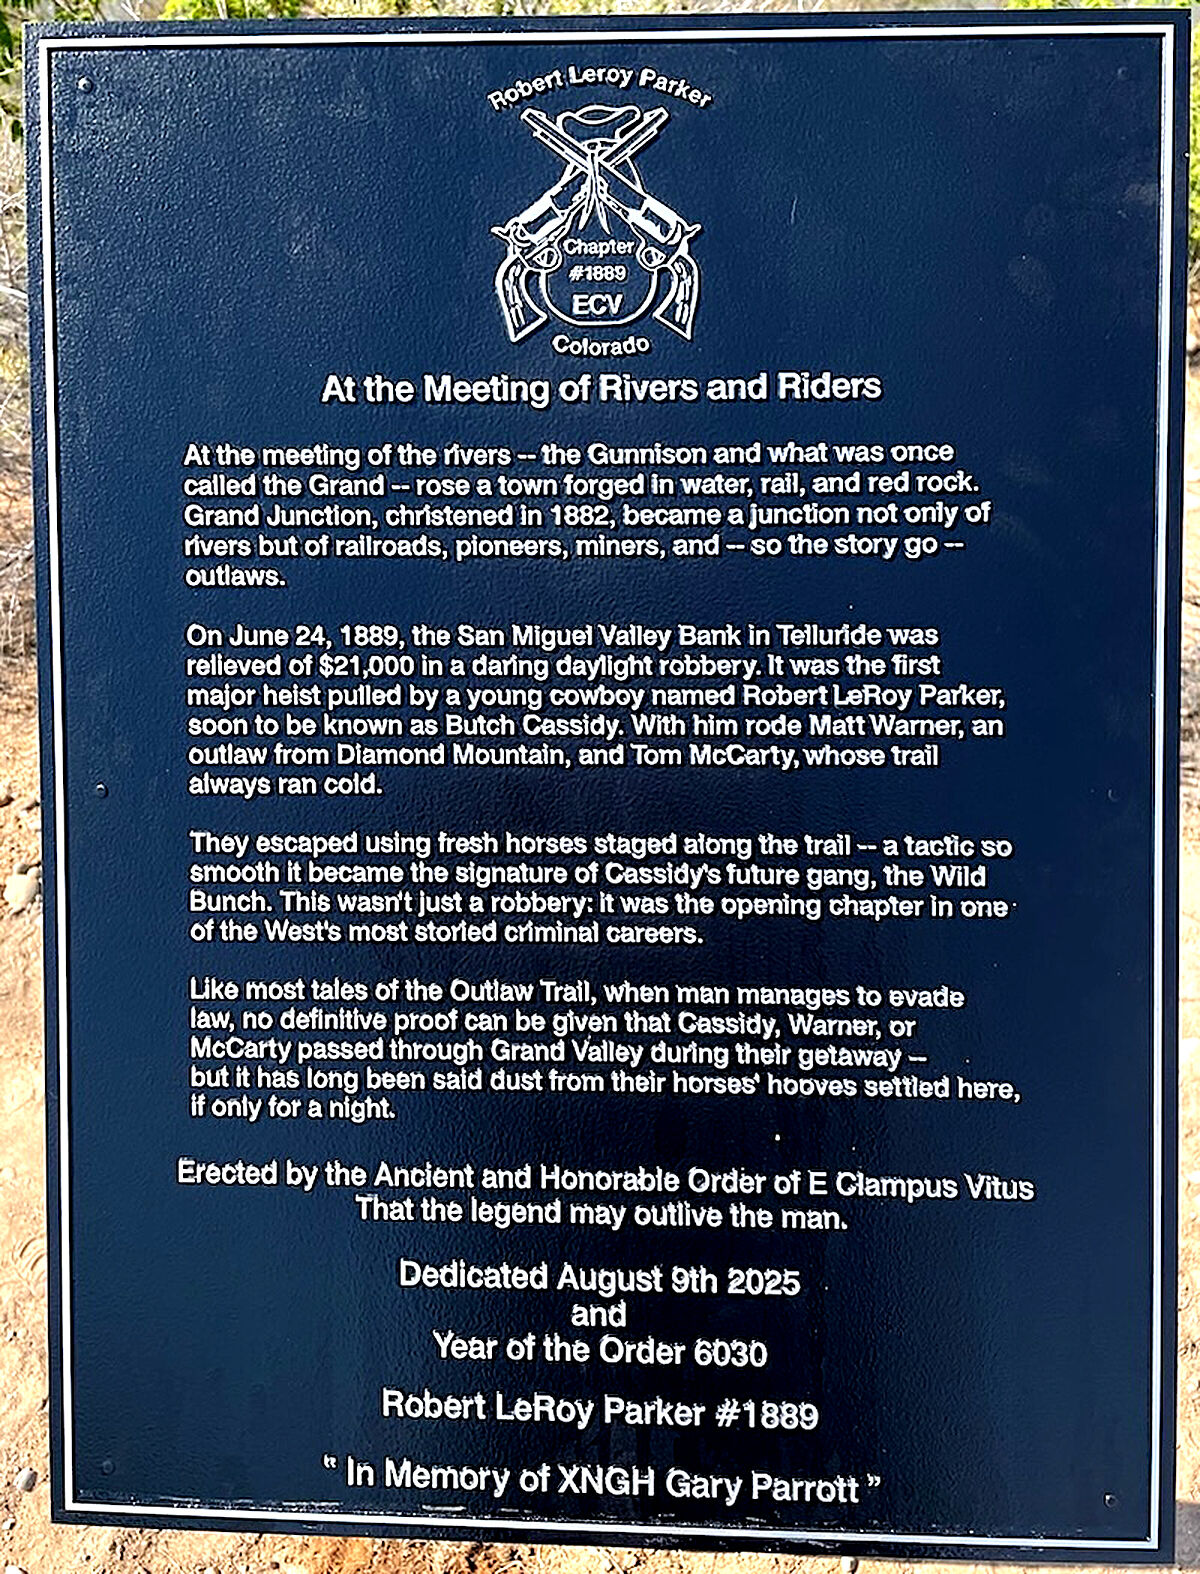 Robert Leroy Parker
Chapter
#1889
ECV
Colorado
At the Meeting of Rivers and Riders
At the meeting of the rivers -- the Gunnison and what was once
called the Grand -- rose a town forged in water, rail, and red rock.
Grand Junction, christened in 1882, became a junction not only of
rivers but of railroads, pioneers, miners, and -- so the story go --
outlaws.
On June 24, 1889, the San Miguel Valley Bank in Telluride was
relieved of $21,000 in a daring daylight robbery. It was the first
major heist pulled by a young cowboy named Robert LeRoy Parker,
soon to be known as Butch Cassidy. With him rode Matt Warner, an
outlaw from Diamond Mountain, and Tom McCarty, whose trail
always ran cold.
They escaped using fresh horses staged along the trail -- a tactic so
smooth it became the signature of Cassidy's future gang, the Wild
Bunch. This wasn't just a robbery: it was the opening chapter in one
of the West's most storied criminal careers.
Like most tales of the Outlaw Trail, when man manages to evade
law, no definitive proof can be given that Cassidy, Warner, or
McCarty passed through Grand Valley during their getaway --
but it has long been said dust from their horses' hooves settled here,
if only for a night.
Erected by the Ancient and Honorable Order of E Clampus Vitus
That the legend may outlive the man.
Dedicated August 9th 2025
and
Year of the Order 6030
Robert LeRoy Parker #1889
“ In Memory of XNGH Gary Parrott ”